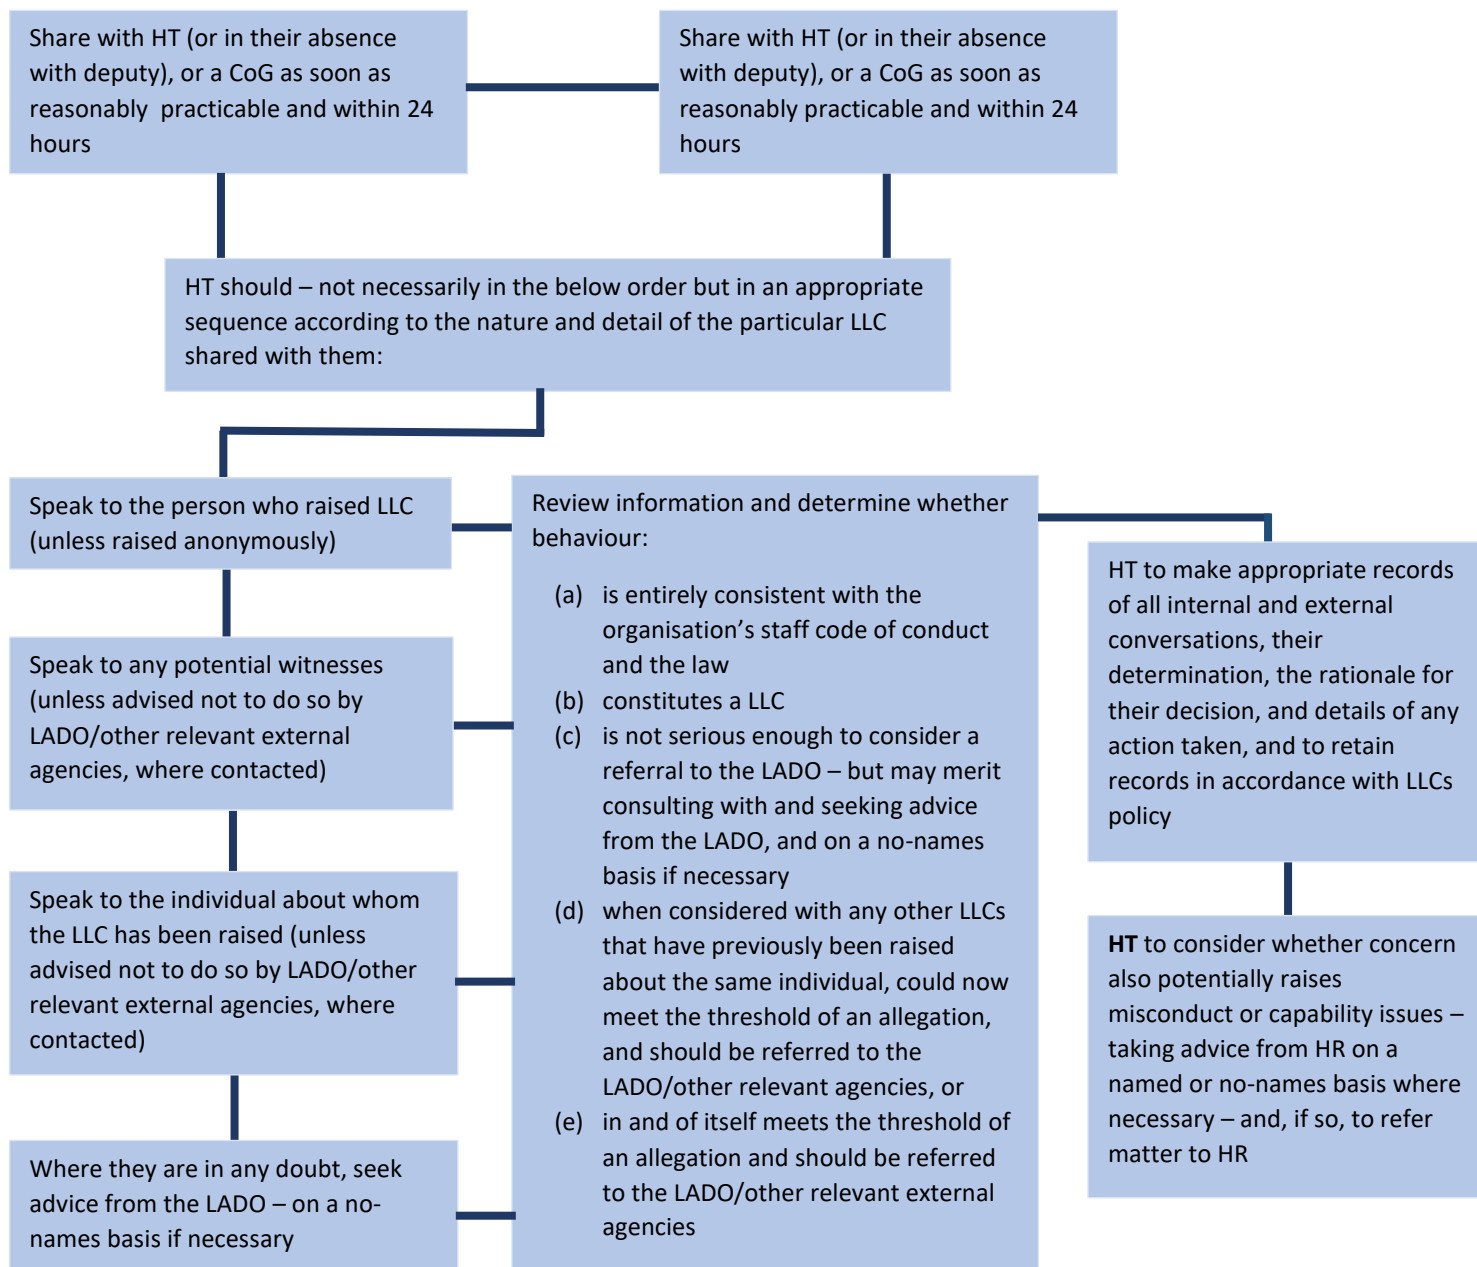 Share with HT (or in their absence
with deputy), or a CoG as soon as
reasonably  practicable and within 24
hours
Share with HT (or in their absence
with deputy), or a CoG as soon as
reasonably practicable and within 24
hours
HT should – not necessarily in the below order but in an appropriate
sequence according to the nature and detail of the particular LLC
shared with them:
Speak to the person who raised LLC
(unless raised anonymously)
Speak to any potential witnesses
(unless advised not to do so by
LADO/other relevant external
agencies, where contacted)
Speak to the individual about whom
the LLC has been raised (unless
advised not to do so by LADO/other
relevant external agencies, where
contacted)
Where they are in any doubt, seek
advice from the LADO – on a no-
names basis if necessary
Review information and determine whether
behaviour:
(a) is entirely consistent with the
organisation’s staff code of conduct
and the law
(b) constitutes a LLC
(c) is not serious enough to consider a
referral to the LADO – but may merit
consulting with and seeking advice
from the LADO, and on a no-names
basis if necessary
(d) when considered with any other LLCs
that have previously been raised
about the same individual, could now
meet the threshold of an allegation,
and should be referred to the
LADO/other relevant agencies, or
(e) in and of itself meets the threshold of
an allegation and should be referred
to the LADO/other relevant external
agencies
HT to make appropriate records
of all internal and external
conversations, their
determination, the rationale for
their decision, and details of any
action taken, and to retain
records in accordance with LLCs
policy
HT to consider whether concern
also potentially raises
misconduct or capability issues –
taking advice from HR on a
named or no-names basis where
necessary – and, if so, to refer
matter to HR